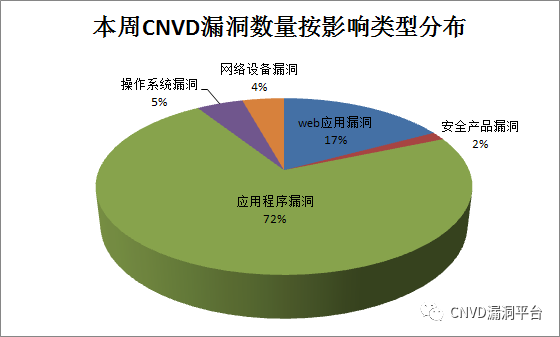 本周CNVD漏洞数量按影响类型分布
网络设备漏洞
4%
操作系统漏洞
5%
web应用漏洞
17%
安全产品漏洞
2%
应用程序漏洞
72%
CNVD漏洞平台